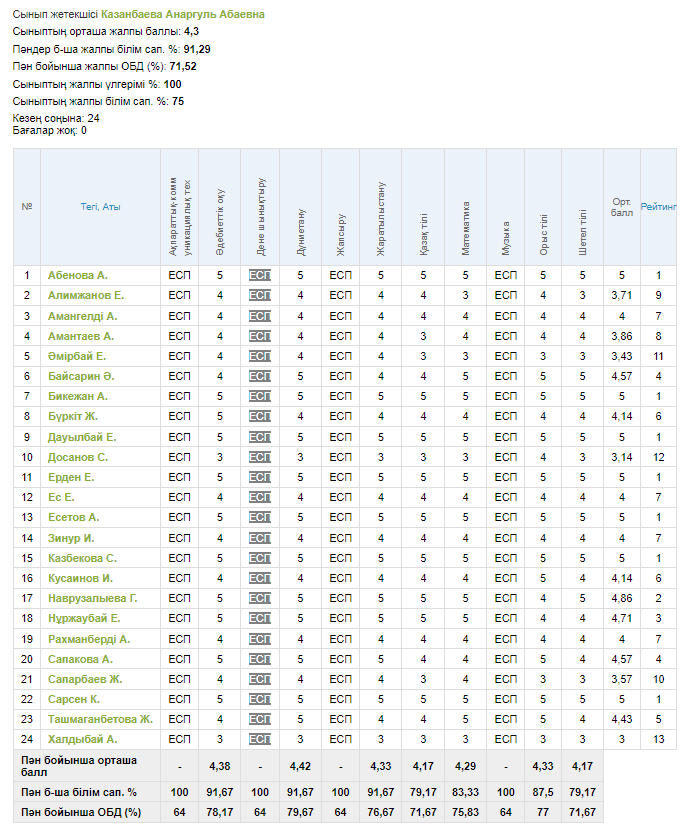 Сынып жетекшісі Казанбаева Анаргуль Абаевна
Сыныптың орташа жалпы баллы: 4,3
Пәндер б-ша жалпы білім сап. %: 91,29
Пән бойынша жалпы ОБД (%): 71,52
Сыныптың жалпы үлгерімі %: 100
Сыныптың жалпы білім сап. %: 75
Кезең соңына: 24
Бағалар жоқ: 0
№ Тегі, Аты Ақпараттық-комм уникациялық тех Әдебиеттік оқу Дене шынықтыру Дүниетану Жапсыру Жаратылыстану Қазақ тілі Математика Музыка Орыс тілі Шетел тілі Орт. балл Рейтинг
1 Абенова А. ЕСП 5 ЕСП 5 ЕСП 5 5 5 ЕСП 5 5 5 1
2 Алимжанов Е. ЕСП 4 ЕСП 4 ЕСП 4 4 3 ЕСП 4 3 3,71 9
3 Амангелді А. ЕСП 4 ЕСП 4 ЕСП 4 4 4 ЕСП 4 4 4 7
4 Амантаев А. ЕСП 4 ЕСП 4 ЕСП 4 3 4 ЕСП 4 4 3,86 8
5 Әмірбай Е. ЕСП 4 ЕСП 4 ЕСП 4 3 3 ЕСП 3 3 3,43 11
6 Байсарин Ә. ЕСП 4 ЕСП 5 ЕСП 4 4 5 ЕСП 5 5 4,57 4
7 Бикежан А. ЕСП 5 ЕСП 5 ЕСП 5 5 5 ЕСП 5 5 5 1
8 Бүркіт Ж. ЕСП 5 ЕСП 4 ЕСП 4 4 4 ЕСП 4 4 4,14 6
9 Дауылбай Е. ЕСП 5 ЕСП 5 ЕСП 5 5 5 ЕСП 5 5 5 1
10 Досанов С. ЕСП 3 ЕСП 3 ЕСП 3 3 3 ЕСП 4 3 3,14 12
11 Ерден Е. ЕСП 5 ЕСП 5 ЕСП 5 5 5 ЕСП 5 5 5 1
12 Ес Е. ЕСП 4 ЕСП 4 ЕСП 4 4 4 ЕСП 4 4 4 7
13 Есетов А. ЕСП 5 ЕСП 5 ЕСП 5 5 5 ЕСП 5 5 5 1
14 Зинур И. ЕСП 4 ЕСП 4 ЕСП 4 4 4 ЕСП 4 4 4 7
15 Казбекова С. ЕСП 5 ЕСП 5 ЕСП 5 5 5 ЕСП 5 5 5 1
16 Кусаинов И. ЕСП 4 ЕСП 4 ЕСП 4 4 4 ЕСП 5 4 4,14 6
17 Наврузалыева Г. ЕСП 5 ЕСП 5 ЕСП 5 5 5 ЕСП 4 5 4,86 2
18 Нұржаубай Е. ЕСП 5 ЕСП 5 ЕСП 5 5 5 ЕСП 4 4 4,71 3
19 Рахманберді А. ЕСП 4 ЕСП 4 ЕСП 4 4 4 ЕСП 4 4 4 7
20 Сапакова А. ЕСП 5 ЕСП 5 ЕСП 5 4 4 ЕСП 5 4 4,57 4
21 Сапарбаев Ж. ЕСП 4 ЕСП 4 ЕСП 4 3 4 ЕСП 3 3 3,57 10
22 Сарсен К. ЕСП 5 ЕСП 5 ЕСП 5 5 5 ЕСП 5 5 5 1
23 Ташмаганбетова Ж. ЕСП 4 ЕСП 5 ЕСП 4 4 5 ЕСП 5 4 4,43 5
24 Халдыбай А. ЕСП 3 ЕСП 3 ЕСП 3 3 3 ЕСП 3 3 3 13
Пән бойынша орташа балл - 4,38 - 4,42 - 4,33 4,17 4,29 - 4,33 4,17
Пән б-ша білім сап. % 100 91,67 100 91,67 100 91,67 79,17 83,33 100 87,5 79,17
Пән бойынша ОБД (%) 64 78,17 64 79,67 64 76,67 71,67 75,83 64 77 71,67